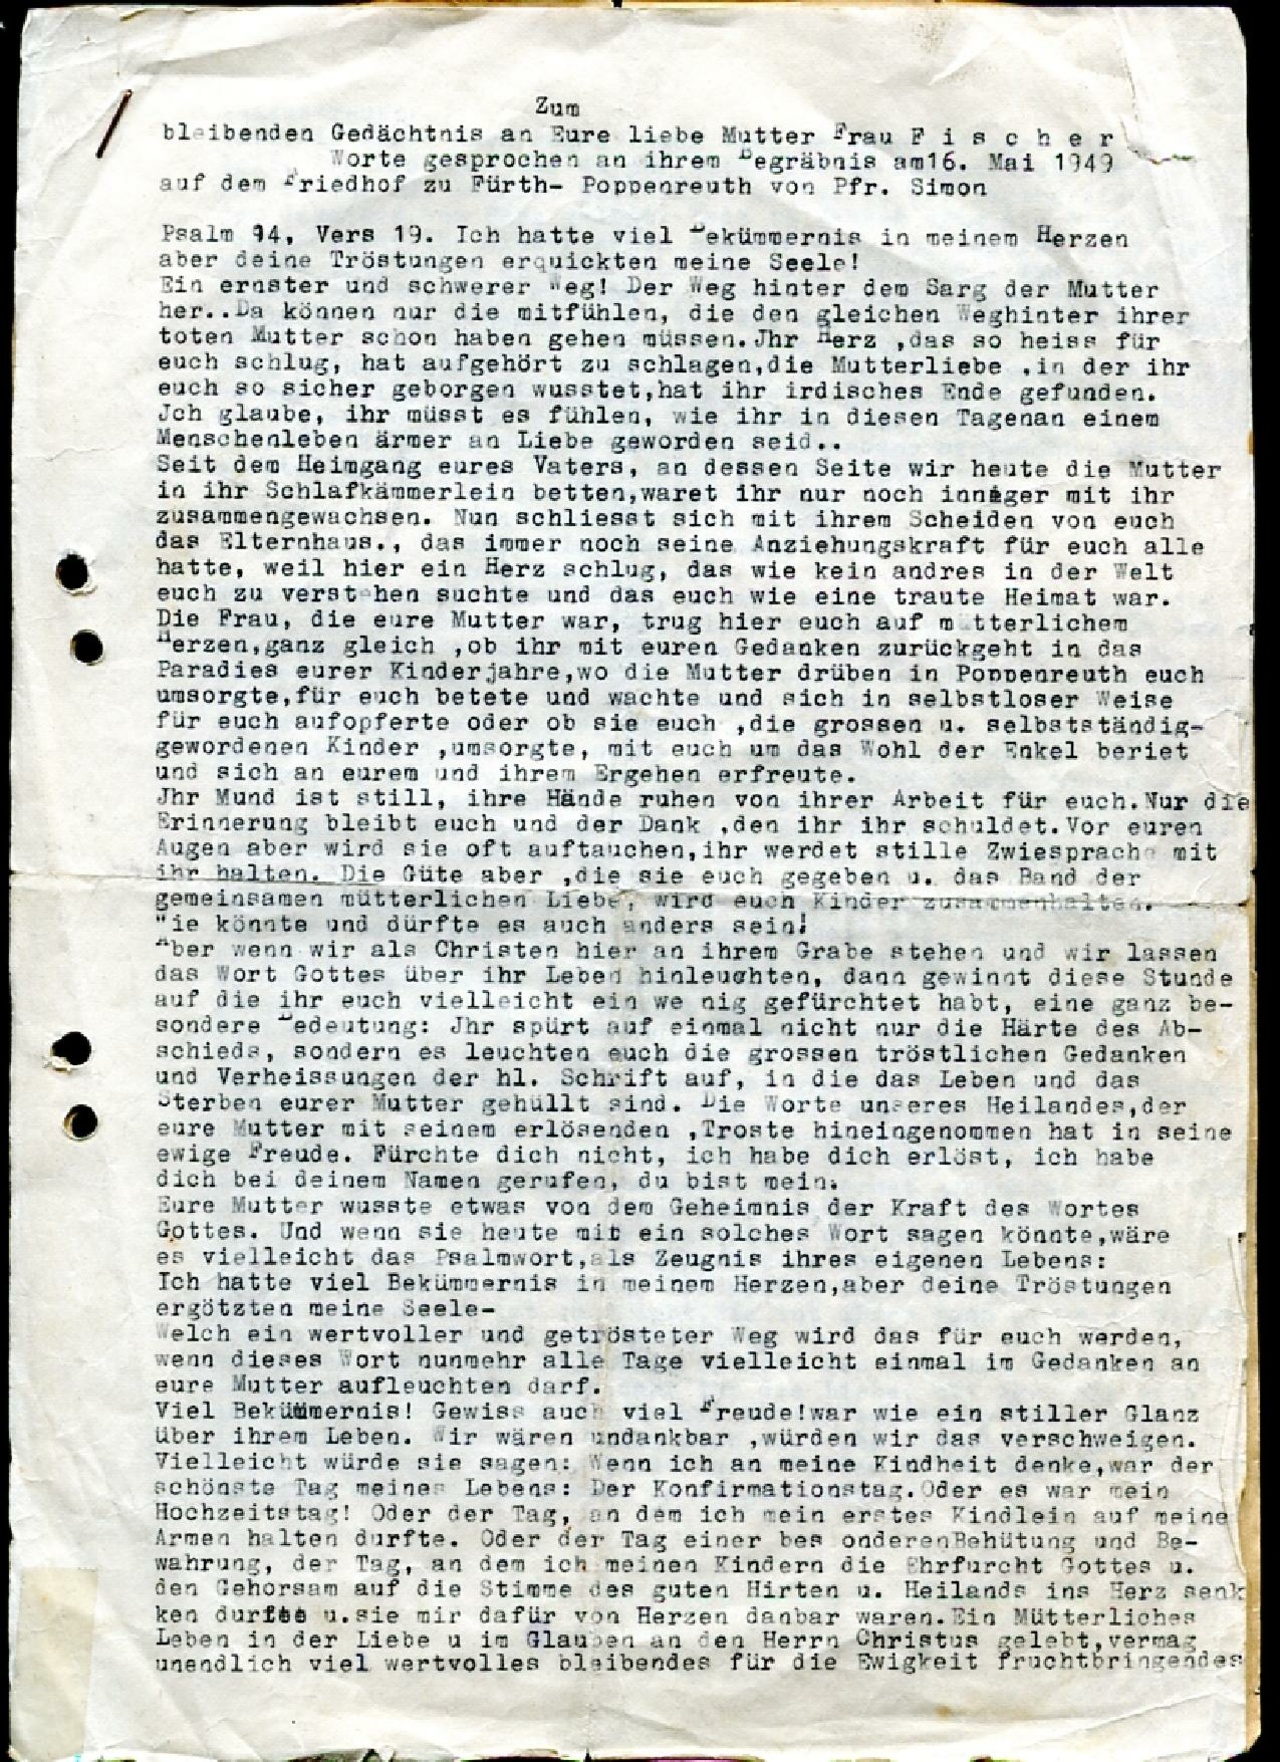 Zum
bleibenden Gedächtnis an Eure liebe Mutter Frau F i s c h e r
Worte gesprochen an ihrem Begräbnis am16. Mai 1949
auf dem Friedhof zu Fürth- Poppenreuth von Pfr. Simon
Psalm 94, Vers 19. Ich hatte viel Bekümmernis in meinem Herzen
aber deine Tröstungen erquickten meine Seele!
Ein ernster und schwerer Weg! Der Weg hinter dem Sarg der Mutter
her..Da können nur die mitfühlen, die den gleichen Weghinter ihrer
toten Mutter schon haben gehen müssen.Jhr Herz ,das so heiss für
euch schlug, hat aufgehört zu schlagen,die Mutterliebe ,in der ihr
euch so sicher geborgen wusstet,hat ihr irdisches Ende gefunden.
Jch glaube, ihr müsst es fühlen, wie ihr in diesen Tagenan einem
Menschenleben ärmer an Liebe geworden seid..
Seit dem Heimgang eures Vaters, an dessen Seite wir heute die Mutter
in ihr Schlafkämmerlein betten,waret ihr nur noch inniger mit ihr
zusammengewachsen. Nun schliesst sich mit ihrem Scheiden von euch
das Elternhaus., das immer noch seine Anziehungskraft für euch alle
hatte, weil hier ein Herz schlug, das wie kein andres in der Welt
euch zu verstehen suchte und das euch wie eine traute Heimat war.
Die Frau, die eure Mutter war, trug hier euch auf mütterlichem
Herzen,ganz gleich ,ob ihr mit euren Gedanken zurückgeht in das
Paradies eurer Kinderjahre,wo die Mutter drüben in Poppenreuth euch
umsorgte,für euch betete und wachte und sich in selbstloser Weise
für euch aufopferte oder ob sie euch ,die grossen u. selbstständig-
gewordenen Kinder ,umsorgte, mit euch um das Wohl der Enkel beriet
und sich an eurem und ihrem Ergehen erfreute.
Jhr Mund ist still, ihre Hände ruhen von ihrer Arbeit für euch.Nur die
Erinnerung bleibt euch und der Dank ,den ihr ihr schuldet.Vor euren
Augen aber wird sie oft auftauchen,ihr werdet stille Zwiesprache mit
ihr halten. Die Güte aber ,die sie euch gegeben u. das Band der
gemeinsamen mütterlichen Liebe, wird euch Kinder zusammenhalten.
Wie könnte und dürfte es auch anders sein!
Aber wenn wir als Christen hier an ihrem Grabe stehen und wir lassen
das Wort Gottes über ihr Leben hinleuchten, dann gewinnt diese Stunde
auf die ihr euch vielleicht ein we nig gefürchtet habt, eine ganz be-
sondere Bedeutung: Jhr spürt auf einmal nicht nur die Härte des Ab-
schieds, sondern es leuchten euch die grossen tröstlichen Gedanken
und Verheissungen der hl. Schrift auf, in die das Leben und das
Sterben eurer Mutter gehüllt sind. Die Worte unseres Heilandes,der
eure Mutter mit seinem erlösenden ,Troste hineingenommen hat in seine
ewige Freude. Fürchte dich nicht, ich habe dich erlöst, ich habe
dich bei deinem Namen gerufen, du bist mein.
Eure Mutter wusste etwas von dem Geheimnis der Kraft des Wortes
Gottes. Und wenn sie heute mit ein solches Wort sagen könnte,wäre
es vielleicht das Psalmwort,als Zeugnis ihres eigenen Lebens:
Ich hatte viel Bekümmernis in meinem Herzen,aber deine Tröstungen
ergötzten meine Seele-
Welch ein wertvoller und getrösteter Weg wird das für euch werden,
wenn dieses Wort nunmehr alle Tage vielleicht einmal im Gedanken an
eure Mutter aufleuchten darf.
Viel Bekümmernis! Gewiss auch viel Freude!war wie ein stiller Glanz
über ihrem Leben. Wir wären undankbar ,würden wir das verschweigen.
Vielleicht würde sie sagen: Wenn ich an meine Kindheit denke,war der
schönste Tag meines Lebens: Der Konfirmationstag.Oder es war mein
Hochzeitstag! Oder der Tag, an dem ich mein erstes Kindlein auf meine
Armen halten durfte. Oder der Tag einer bes onderenBehütung und Be-
wahrung, der Tag, an dem ich meinen Kindern die Ehrfurcht Gottes u.
den Gehorsam auf die Stimme des guten Hirten u. Heilands ins Herz senk
ken durfte u.sie mir dafür von Herzen danbar waren.Ein Mütterliches
Leben in der Liebe u im Glauben an den Herrn Christus gelebt,vermag
unendlich viel wertvolles bleibendes für die Ewigkeit fruchtbringendes